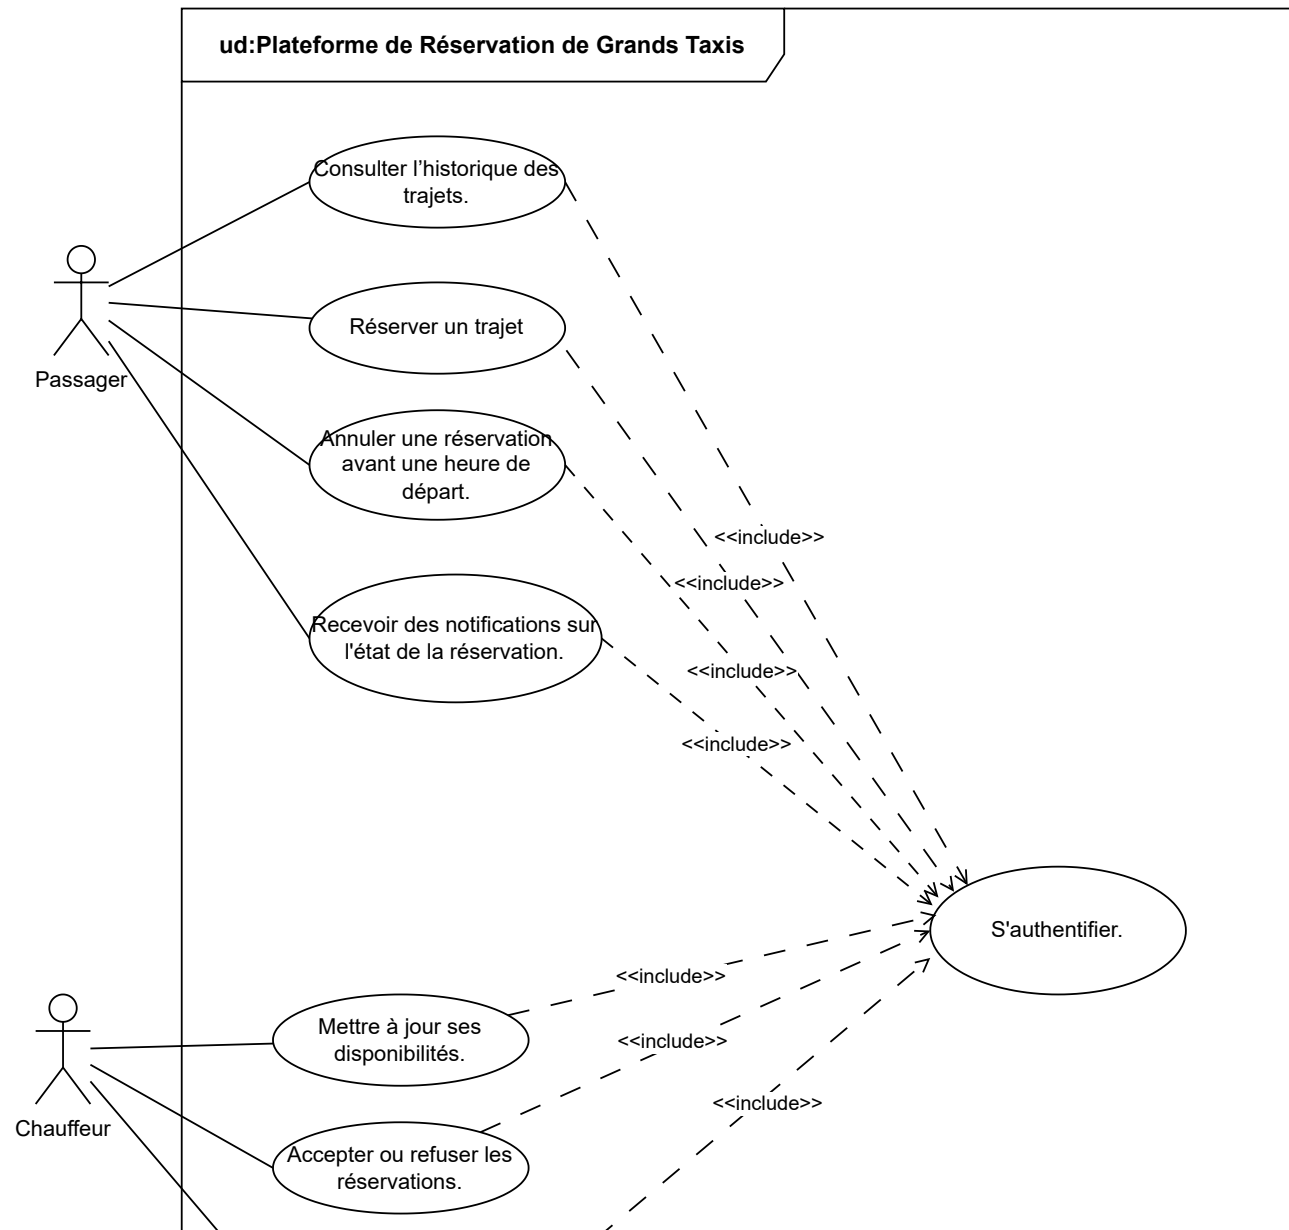 ud:Plateforme de Réservation de Grands Taxis
Consulter l’historique des
trajets.
Réserver un trajet
Passager
Annuler une réservation
avant une heure de
départ.
<<include>>
<<include>>
Recevoir des notifications sur
l'état de la réservation.
<<include>>
<<include>>
S'authentifier.
<<include>>
Mettre à jour ses
disponibilités.
<<include>>
<<include>>
Chauffeur
Accepter ou refuser les
réservations.